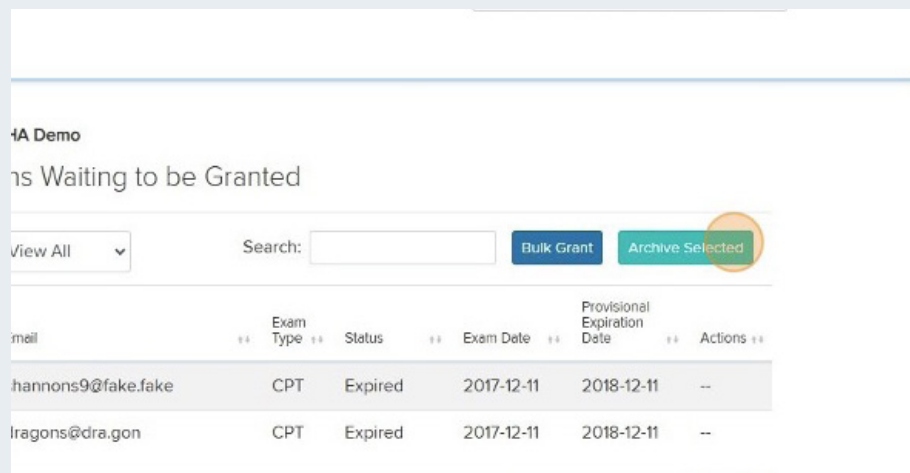 HA Demo
ns Waiting to be Granted
View All
Search:
Bulk Grant
Archive Selected
Email
Exam Type
Status
Exam Date
Provisional Expiration Date
Actions
hannons9@fake.fake
CPT
Expired
2017-12-11
2018-12-11
--
dragons@dra.gon
CPT
Expired
2017-12-11
2018-12-11
--